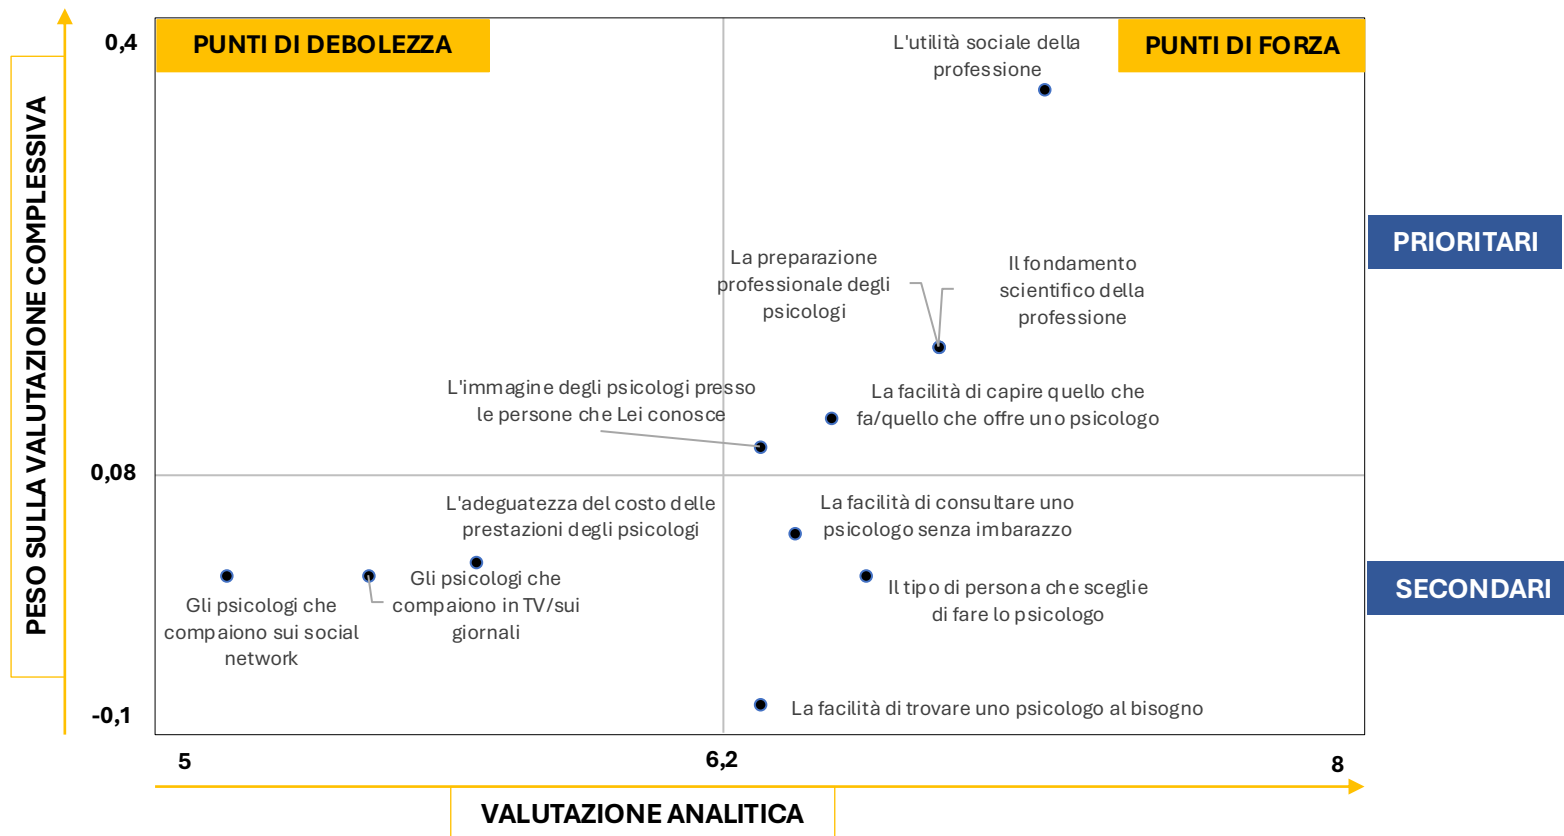 PESO SULLA VALUTAZIONE COMPLESSIVA
0,4
0,08
-0,1
PUNTI DI DEBOLEZZA
PUNTI DI FORZA
L'utilità sociale della
professione
La preparazione
professionale degli
psicologi
Il fondamento
scientifico della
professione
L'immagine degli psicologi presso
le persone che Lei conosce
La facilità di capire quello che
fa/quello che offre uno psicologo
L'adeguatezza del costo delle
prestazioni degli psicologi
La facilità di consultare uno
psicologo senza imbarazzo
Gli psicologi che
compaiono sui social
network
Gli psicologi che
compaiono in TV/sui
giornali
Il tipo di persona che sceglie
di fare lo psicologo
La facilità di trovare uno psicologo al bisogno
PRIORITARI
SECONDARI
5
6,2
8
VALUTAZIONE ANALITICA